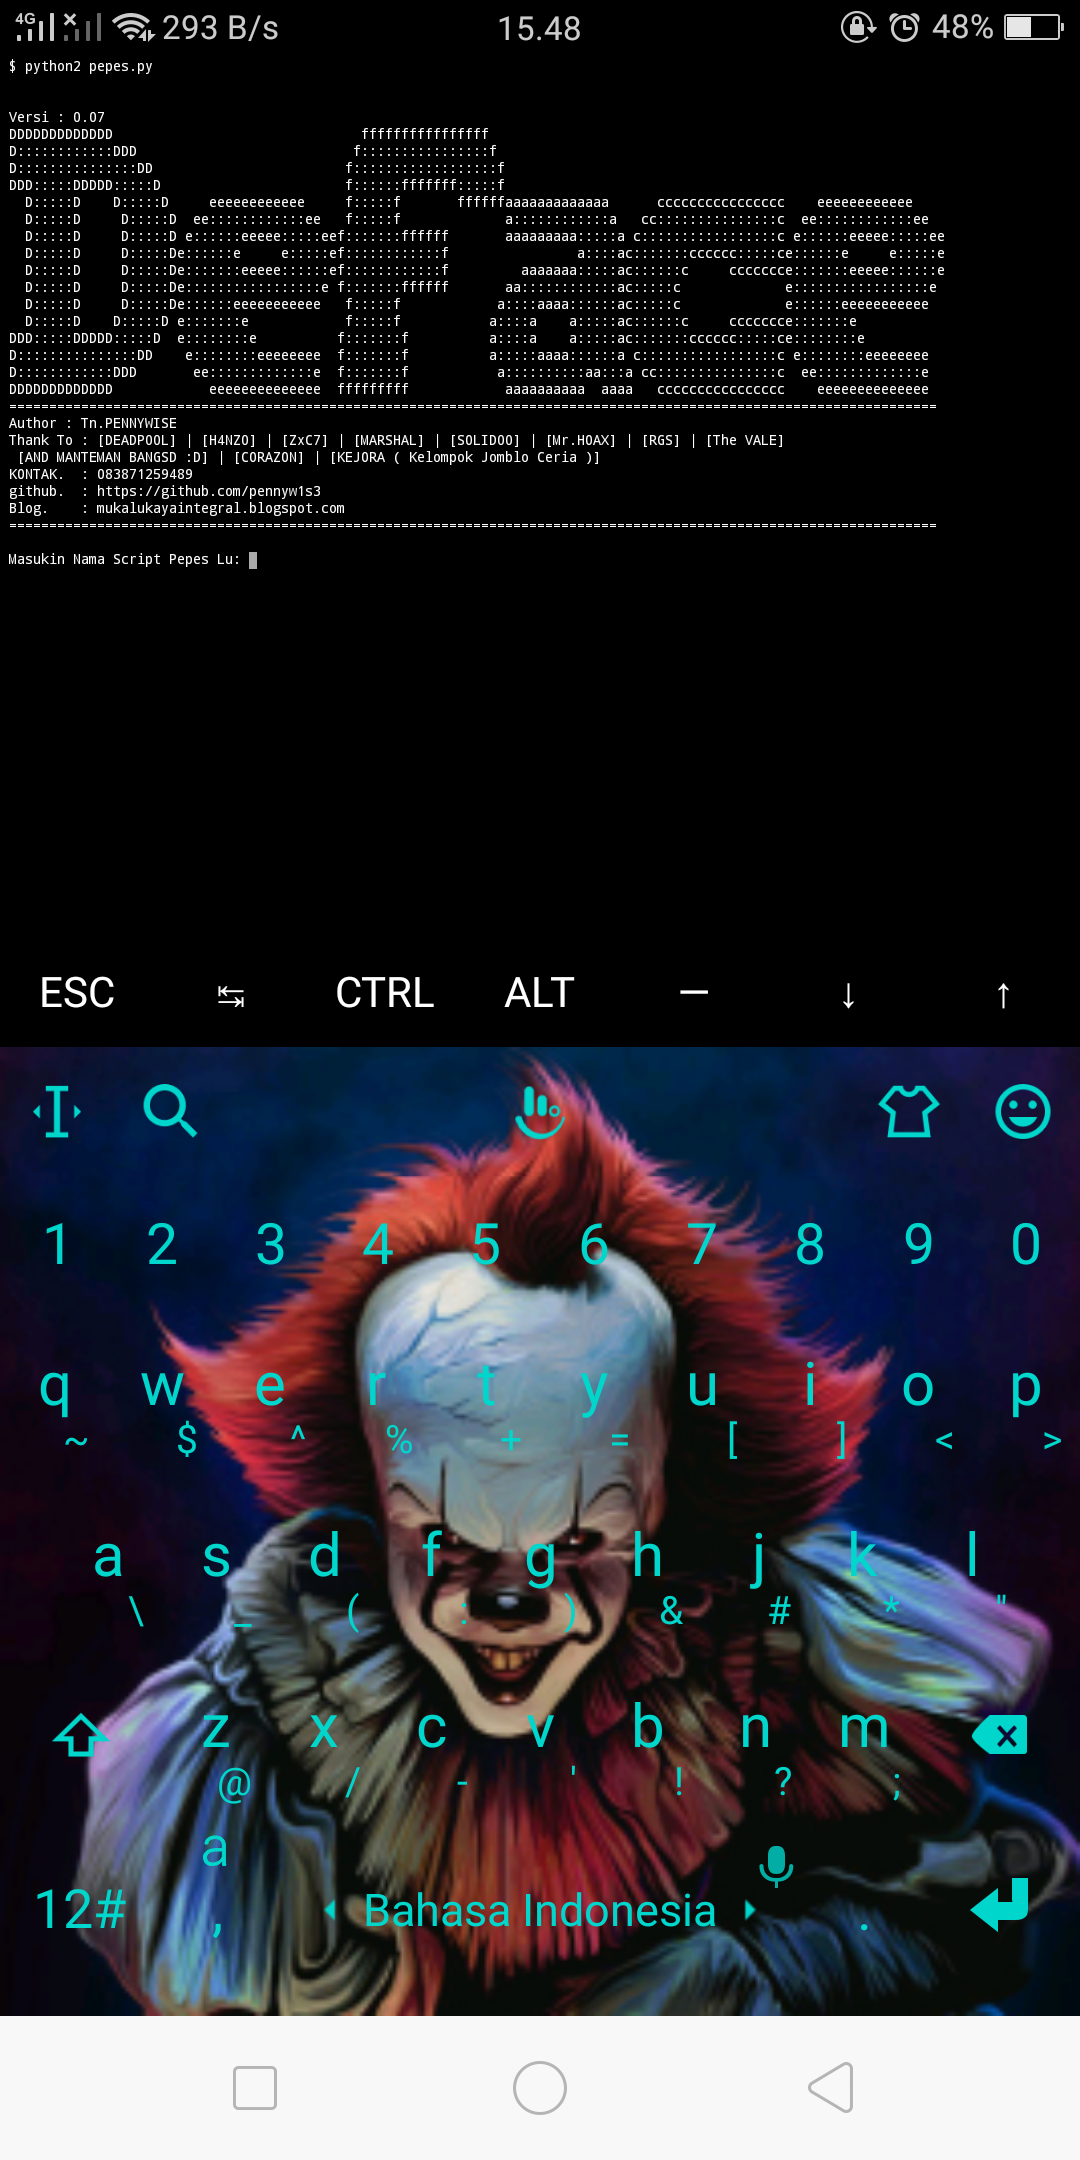 4G 293 B/s 15.48 48%
$ python2 pepes.py
Versi : 0.07
DDDDDDDDDDDDD                               ffffffffffffffff
D::::::::::::DDD                           f::::::::::::::::f
D:::::::::::::::DD                        f::::::::::::::::::f
DDD:::::DDDDD:::::D                       f::::::fffffff:::::f
  D:::::D    D:::::D     eeeeeeeeeeee     f:::::f       ffffffaaaaaaaaaaaaa      cccccccccccccccc    eeeeeeeeeeee
  D:::::D     D:::::D  ee::::::::::::ee   f:::::f             a::::::::::::a   cc:::::::::::::::c  ee::::::::::::ee
  D:::::D     D:::::D e::::::eeeee:::::eef:::::::ffffff       aaaaaaaaa:::::a c:::::::::::::::::c e::::::eeeee:::::ee
  D:::::D     D:::::De::::::e     e:::::ef::::::::::::f                a::::ac:::::::cccccc:::::ce::::::e     e:::::e
  D:::::D     D:::::De:::::::eeeee::::::ef::::::::::::f         aaaaaaa:::::ac::::::c     ccccccce:::::::eeeee::::::e
  D:::::D     D:::::De:::::::::::::::::e f:::::::ffffff       aa::::::::::::ac:::::c             e:::::::::::::::::e
  D:::::D     D:::::De::::::eeeeeeeeeee   f:::::f            a::::aaaa::::::ac:::::c             e::::::eeeeeeeeeee
  D:::::D    D:::::D e:::::::e            f:::::f           a::::a    a:::::ac::::::c     ccccccce:::::::e
DDD:::::DDDDD:::::D  e::::::::e          f:::::::f          a::::a    a:::::ac:::::::cccccc:::::ce::::::::e
D:::::::::::::::DD    e::::::::eeeeeeee  f:::::::f          a:::::aaaa::::::a c:::::::::::::::::c e::::::::eeeeeeee
D::::::::::::DDD       ee:::::::::::::e  f:::::::f           a::::::::::aa:::a cc:::::::::::::::c  ee:::::::::::::e
DDDDDDDDDDDDD            eeeeeeeeeeeeee  fffffffff            aaaaaaaaaa  aaaa   cccccccccccccccc    eeeeeeeeeeeeee
====================================================================================================================
Author : Tn.PENNYWISE
Thank To : [DEADPOOL] | [H4NZO] | [ZxC7] | [MARSHAL] | [SOLIDOO] | [Mr.HOAX] | [RGS] | [The VALE]
[AND MANTEMAN BANGSD :D] | [CORAZON] | [KEJORA ( Kelompok Jomblo Ceria )]
KONTAK.  : 083871259489
github.  : https://github.com/pennyw1s3
Blog.    : mukalukayaintegral.blogspot.com
====================================================================================================================
Masukin Nama Script Pepes Lu:
ESC ↹ CTRL ALT — ↓ ↑
1 2 3 4 5 6 7 8 9 0
q w e r t y u i o p
~ $ ^ % + = [ ] < >
a s d f g h j k l
\ _ ( : ) & # * "
z x c v b n m
@ / - ' ! ? ;
a
12# , Bahasa Indonesia .